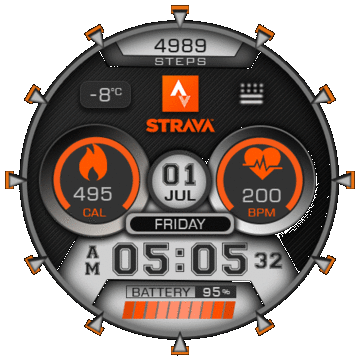 4989
STEPS
-8°C
STRAVA
495
CAL
01
JUL
200
BPM
FRIDAY
AM 05:05 32
BATTERY 95%